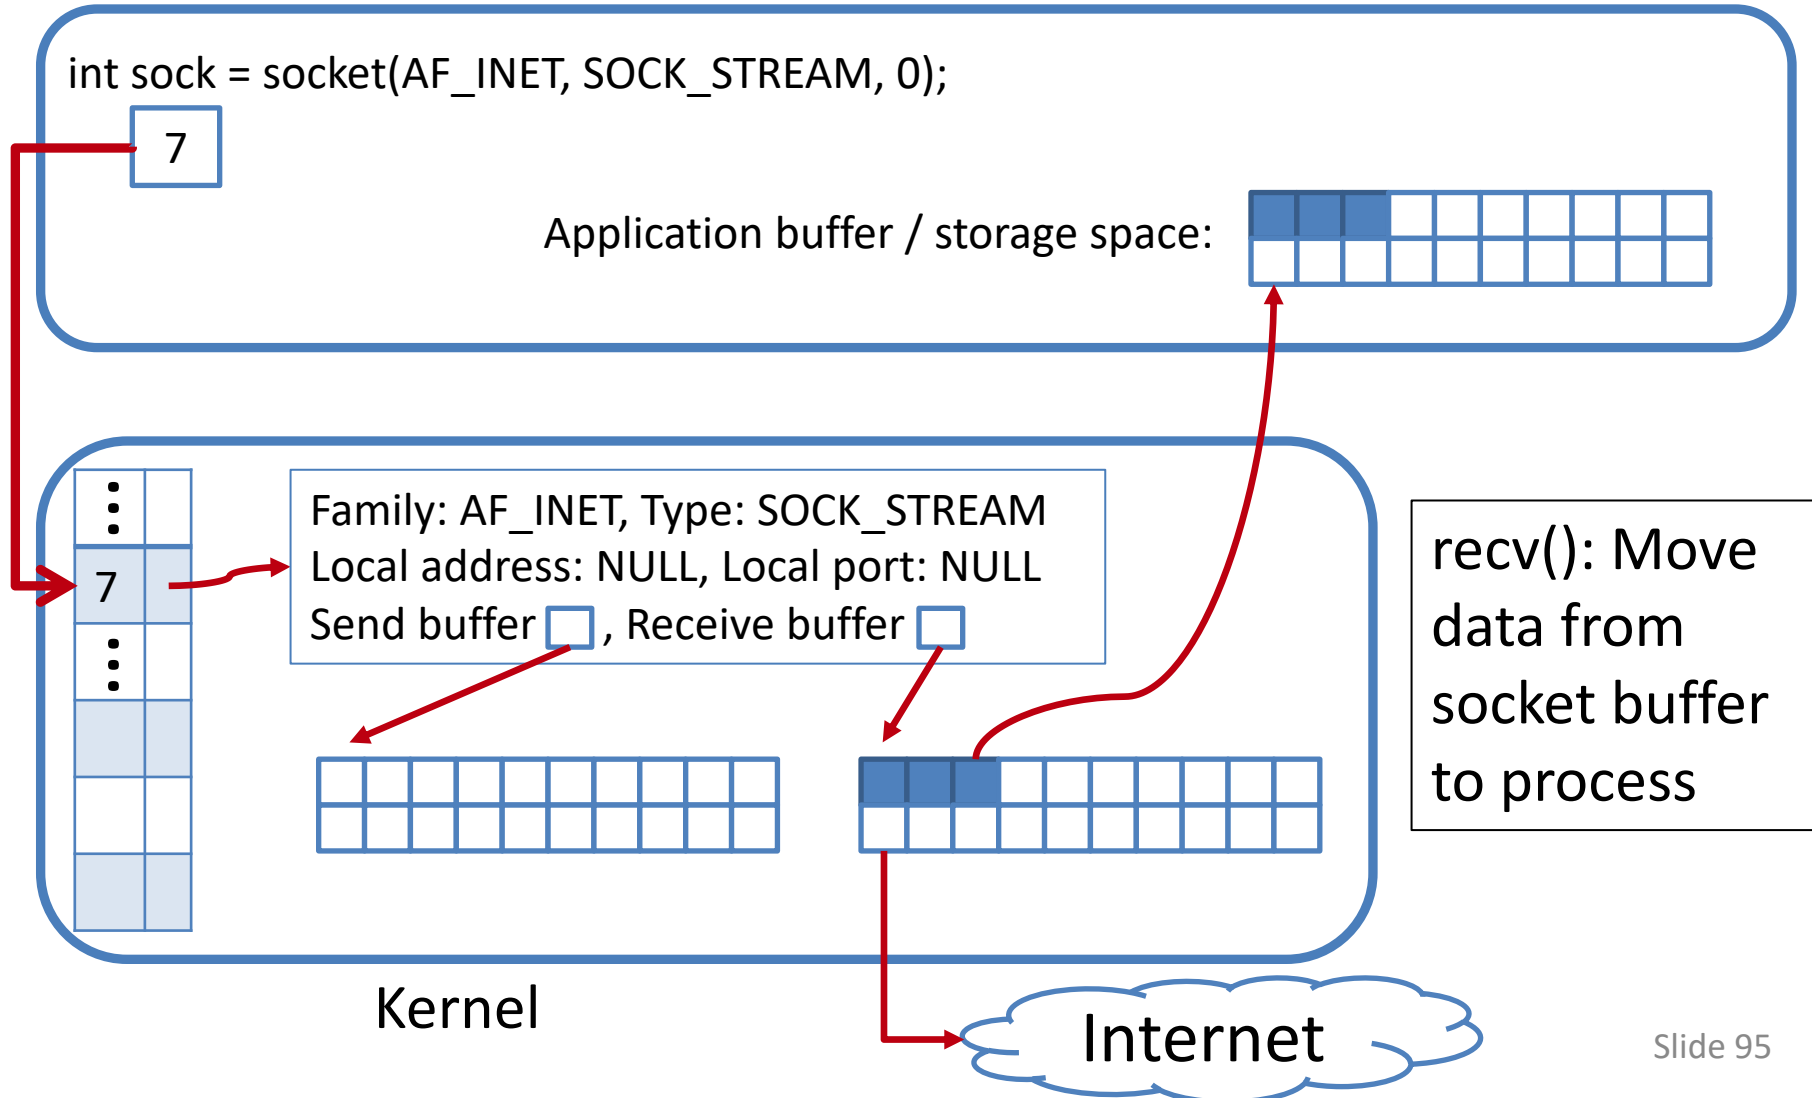 int sock = socket(AF_INET, SOCK_STREAM, 0);
7
Application buffer / storage space:
Family: AF_INET, Type: SOCK_STREAM
Local address: NULL, Local port: NULL
Send buffer , Receive buffer
7
recv(): Move
data from
socket buffer
to process
Kernel
Internet
Slide 95